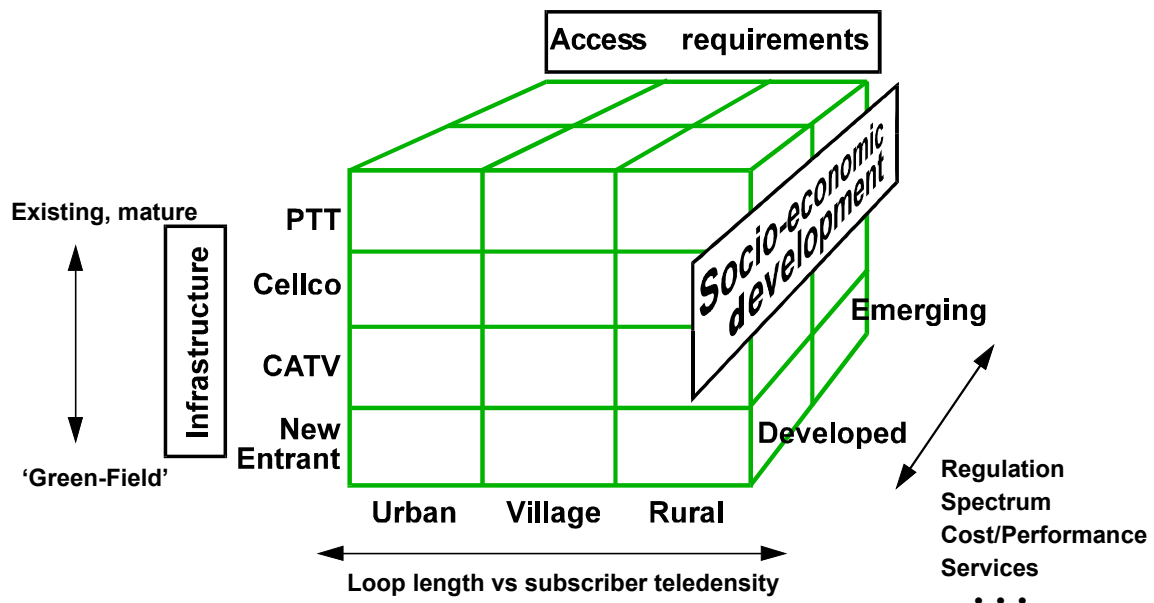 Access requirements
Socio-economic
development
Existing, mature
Infrastructure
‘Green-Field’
PTT
Cellco
CATV
New
Entrant
Emerging
Developed
Urban Village Rural
Loop length vs subscriber teledensity
Regulation
Spectrum
Cost/Performance
Services
. . .